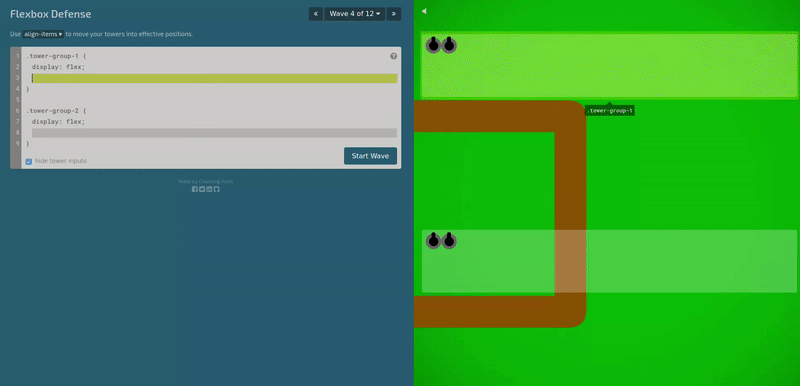 Flexbox Defense
« Wave 4 of 12 ▾ »
Use align-items ▾ to move your towers into effective positions.
1 .tower-group-1 {
2 display: flex;
3
4 }
5
6 .tower-group-2 {
7 display: flex;
8
9 }
hide tower inputs
Start Wave
Made by Channing Allen
.tower-group-1